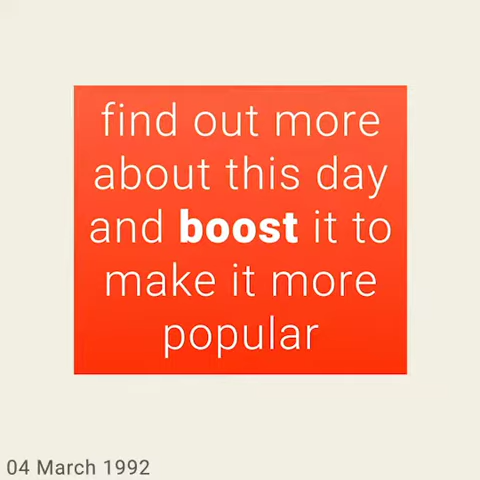 find out more
about this day
and boost it to
make it more
popular
04 March 1992